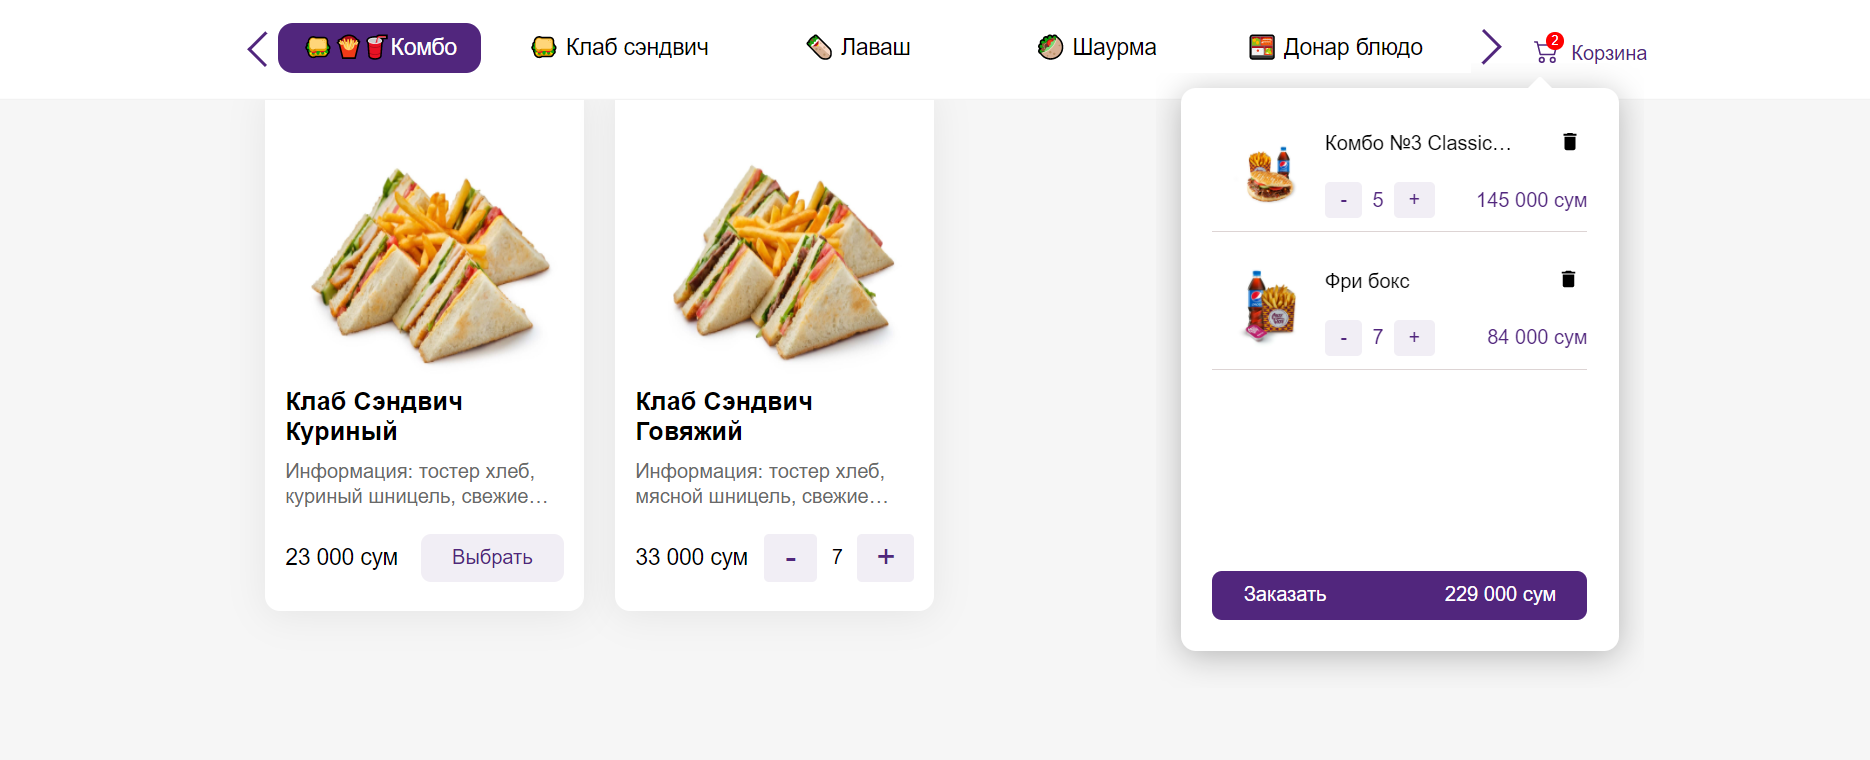 Комбо
Клаб сэндвич
Лаваш
Шаурма
Донар блюдо
2
Корзина
Клаб Сэндвич
Куриный
Информация: тостер хлеб,
куриный шницель, свежие…
23 000 сум
Выбрать
Клаб Сэндвич
Говяжий
Информация: тостер хлеб,
мясной шницель, свежие…
33 000 сум
- 7 +
Комбо №3 Classic…
- 5 +
145 000 сум
Фри бокс
- 7 +
84 000 сум
Заказать
229 000 сум